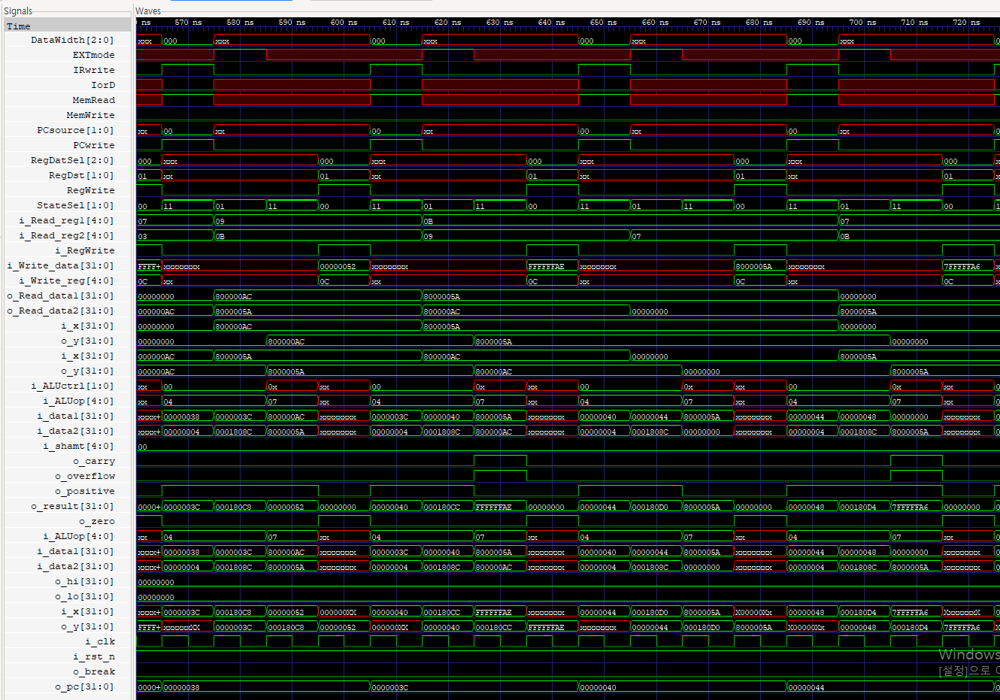 Signals Waves
Time ns 570 ns 580 ns 590 ns 600 ns 610 ns 620 ns 630 ns 640 ns 650 ns 660 ns 670 ns 680 ns 690 ns 700 ns 710 ns 720 ns
DataWidth[2:0] xxx 000 xxx 000 xxx 000 xxx 000 xxx
EXTmode
IRwrite
IorD
MemRead
MemWrite
PCsource[1:0] xx 00 xx 00 xx 00 xx 00 xx
PCwrite
RegDatSel[2:0] 000 xxx 000 xxx 000 xxx 000 xxx 000
RegDst[1:0] 01 xx 01 xx 01 xx 01 xx 01
RegWrite
StateSel[1:0] 00 11 01 11 00 11 01 11 00 11 01 11 00 11 01 11 00
i_Read_reg1[4:0] 07 09 0B 07
i_Read_reg2[4:0] 03 0B 09 07 0B
i_RegWrite
i_Write_data[31:0] FFFF+ xxxxxxxx 00000052 xxxxxxxx FFFFFFAE xxxxxxxx 8000005A xxxxxxxx 7FFFFFA6
i_Write_reg[4:0] 0C xx 0C xx 0C xx 0C xx 0C
o_Read_data1[31:0] 00000000 800000AC 8000005A 00000000
o_Read_data2[31:0] 000000AC 8000005A 800000AC 00000000 8000005A
i_x[31:0] 00000000 800000AC 8000005A 00000000
o_y[31:0] 00000000 800000AC 8000005A 00000000
i_x[31:0] 000000AC 8000005A 800000AC 00000000 8000005A
o_y[31:0] 000000AC 8000005A 800000AC 00000000 8000005A
i_ALUctrl[1:0] xx 00 0x xx 00 0x xx 00 0x xx 00 0x xx
i_ALUop[4:0] xx 04 07 xx 04 07 xx 04 07 xx 04 07 xx
i_data1[31:0] xxxx+ 00000038 0000003C 800000AC xxxxxxxx 0000003C 00000040 8000005A xxxxxxxx 00000040 00000044 8000005A xxxxxxxx 00000044 00000048 00000000 xxxxxxxx
i_data2[31:0] xxxx+ 00000004 0001808C 8000005A xxxxxxxx 00000004 0001808C 800000AC xxxxxxxx 00000004 0001808C 00000000 xxxxxxxx 00000004 0001808C 8000005A xxxxxxxx
i_shamt[4:0] 00
o_carry
o_overflow
o_positive
o_result[31:0] 0000+ 0000003C 000180C8 00000052 00000000 00000040 000180CC FFFFFFAE 00000000 00000044 000180D0 8000005A 00000000 00000048 000180D4 7FFFFFA6 00000000
o_zero
i_ALUop[4:0] xx 04 07 xx 04 07 xx 04 07 xx 04 07 xx
i_data1[31:0] xxxx+ 00000038 0000003C 800000AC xxxxxxxx 0000003C 00000040 8000005A xxxxxxxx 00000040 00000044 8000005A xxxxxxxx 00000044 00000048 00000000 xxxxxxxx
i_data2[31:0] xxxx+ 00000004 0001808C 8000005A xxxxxxxx 00000004 0001808C 800000AC xxxxxxxx 00000004 0001808C 00000000 xxxxxxxx 00000004 0001808C 8000005A xxxxxxxx
o_hi[31:0] 00000000
o_lo[31:0] 00000000
i_x[31:0] xxxx+ 0000003C 000180C8 00000052 000000XX 00000040 000180CC FFFFFFAE xxxxxxxx 00000044 000180D0 8000005A X00000Xx 00000048 000180D4 7FFFFFA6 XxxxxxxX
o_y[31:0] FFFF+ xxxxxxXX 0000003C 000180C8 00000052 000000XX 00000040 000180CC FFFFFFAE xxxxxxxx 00000044 000180D0 8000005A X00000Xx 00000048 000180D4 7FFFFFA6
i_clk
Windows
i_rst_n
o_break
[설정]으로
o_pc[31:0] 0000+ 00000038 0000003C 00000040 00000044